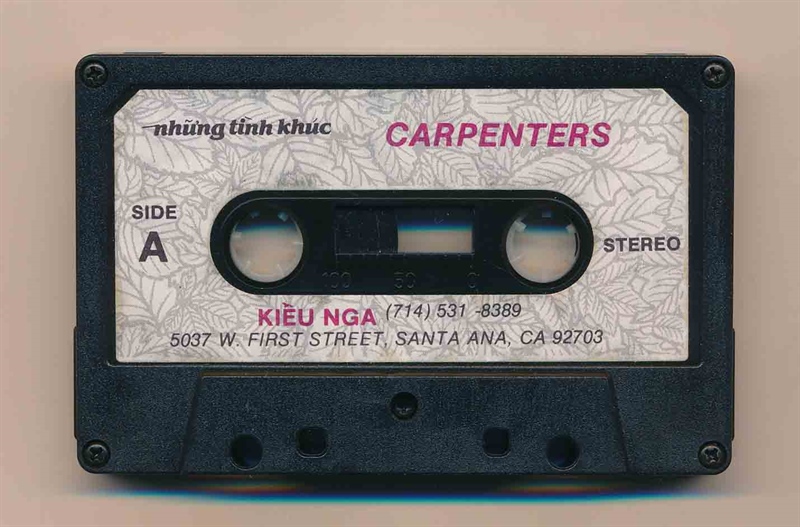 những tình khúc
CARPENTERS
SIDE
A
STEREO
100 50 0
KIỀU NGA (714) 531 -8389
5037 W. FIRST STREET, SANTA ANA, CA 92703